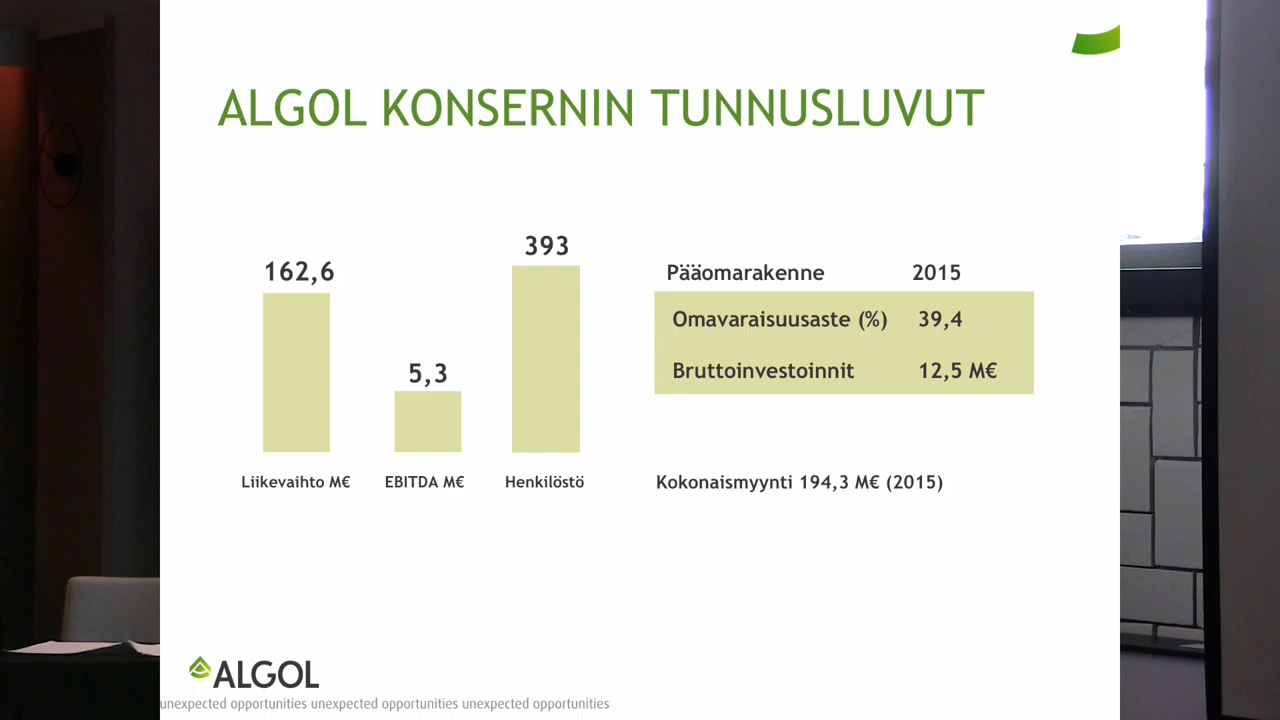 ALGOL KONSERNIN TUNNUSLUVUT
162,6
5,3
393
Liikevaihto M€
EBITDA M€
Henkilöstö
Pääomarakenne 2015
Omavaraisuusaste (%) 39,4
Bruttoinvestoinnit 12,5 M€
Kokonaismyynti 194,3 M€ (2015)
ALGOL
unexpected opportunities unexpected opportunities unexpected opportunities